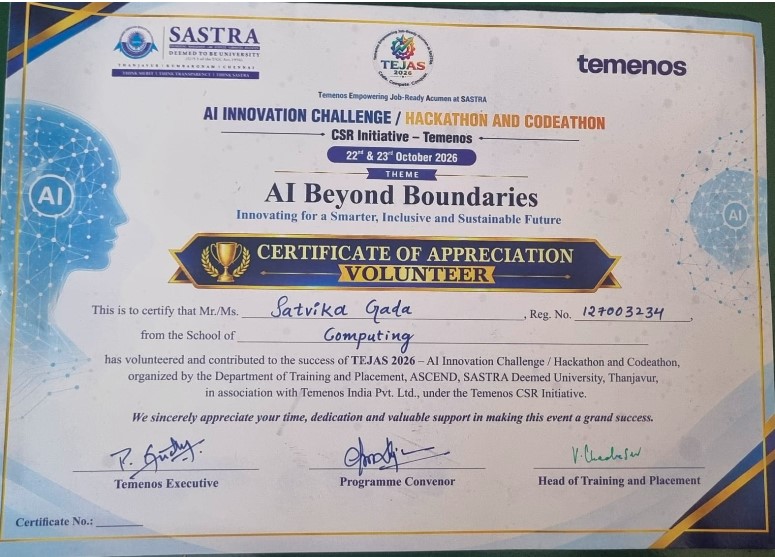 SASTRA
DEEMED TO BE UNIVERSITY
THANJAVUR | KUMBAKONAM | CHENNAI
THINK MERIT | THINK TRANSPARENCY | THINK SASTRA
TEJAS
2026
temenos
Temenos Empowering Job-Ready Acumen at SASTRA
AI INNOVATION CHALLENGE / HACKATHON AND CODEATHON
CSR Initiative – Temenos
22nd & 23rd October 2026
THEME
AI Beyond Boundaries
Innovating for a Smarter, Inclusive and Sustainable Future
AI
AI
CERTIFICATE OF APPRECIATION
VOLUNTEER
This is to certify that Mr./Ms. Satvika Gada, Reg. No. 127003234,
from the School of Computing
has volunteered and contributed to the success of TEJAS 2026 – AI Innovation Challenge / Hackathon and Codeathon,
organized by the Department of Training and Placement, ASCEND, SASTRA Deemed University, Thanjavur,
in association with Temenos India Pvt. Ltd., under the Temenos CSR Initiative.
We sincerely appreciate your time, dedication and valuable support in making this event a grand success.
Temenos Executive
Programme Convenor
Head of Training and Placement
Certificate No.: